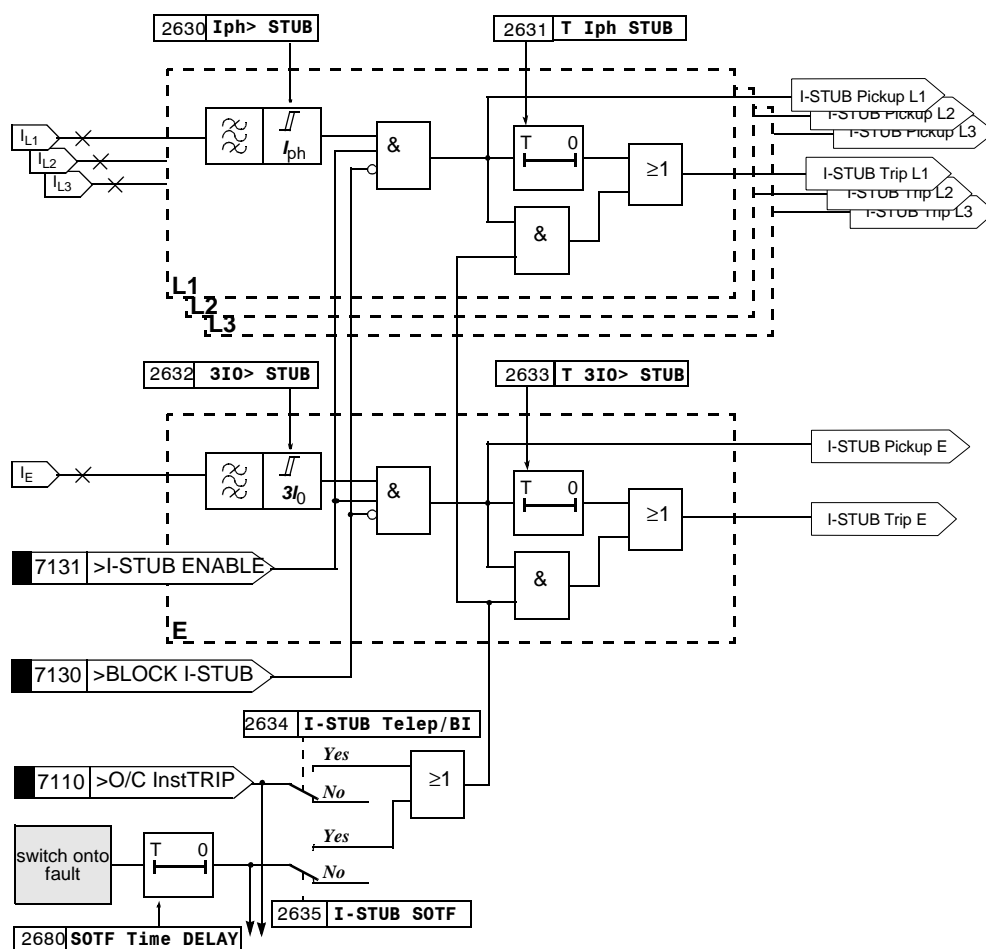 2630 Iph> STUB
2631 T Iph STUB
I-STUB Pickup L1
I-STUB Pickup L2
I-STUB Pickup L3
IL1
IL2
IL3
Iph
&
T 0
≥1
I-STUB Trip L1
I-STUB Trip L2
I-STUB Trip L3
&
L1
L2
L3
2632 3I0> STUB
2633 T 3I0> STUB
I-STUB Pickup E
IE
3I0
&
T 0
≥1
I-STUB Trip E
7131 >I-STUB ENABLE
&
E
7130 >BLOCK I-STUB
2634 I-STUB Telep/BI
Yes
7110 >O/C InstTRIP
No
≥1
Yes
switch onto
fault
T 0
No
2635 I-STUB SOTF
2680 SOTF Time DELAY